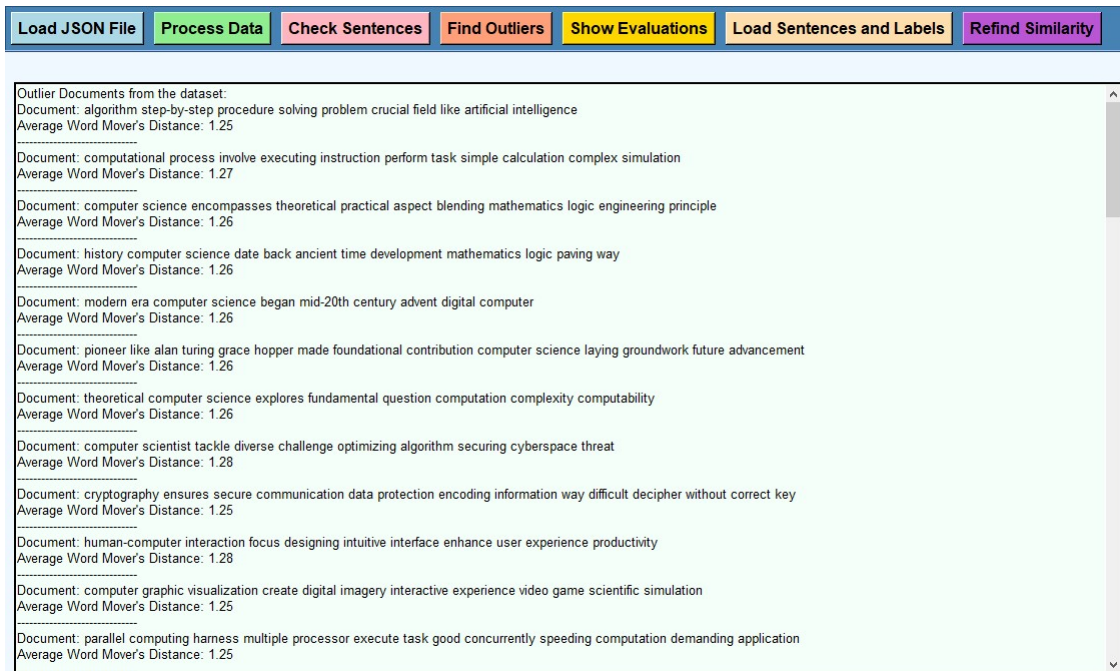 Load JSON File Process Data Check Sentences Find Outliers Show Evaluations Load Sentences and Labels Refind Similarity
Outlier Documents from the dataset:
Document: algorithm step-by-step procedure solving problem crucial field like artificial intelligence
Average Word Mover's Distance: 1.25
------------------------------
Document: computational process involve executing instruction perform task simple calculation complex simulation
Average Word Mover's Distance: 1.27
------------------------------
Document: computer science encompasses theoretical practical aspect blending mathematics logic engineering principle
Average Word Mover's Distance: 1.26
------------------------------
Document: history computer science date back ancient time development mathematics logic paving way
Average Word Mover's Distance: 1.26
------------------------------
Document: modern era computer science began mid-20th century advent digital computer
Average Word Mover's Distance: 1.26
------------------------------
Document: pioneer like alan turing grace hopper made foundational contribution computer science laying groundwork future advancement
Average Word Mover's Distance: 1.26
------------------------------
Document: theoretical computer science explores fundamental question computation complexity computability
Average Word Mover's Distance: 1.26
------------------------------
Document: computer scientist tackle diverse challenge optimizing algorithm securing cyberspace threat
Average Word Mover's Distance: 1.28
------------------------------
Document: cryptography ensures secure communication data protection encoding information way difficult decipher without correct key
Average Word Mover's Distance: 1.25
------------------------------
Document: human-computer interaction focus designing intuitive interface enhance user experience productivity
Average Word Mover's Distance: 1.28
------------------------------
Document: computer graphic visualization create digital imagery interactive experience video game scientific simulation
Average Word Mover's Distance: 1.25
------------------------------
Document: parallel computing harness multiple processor execute task good concurrently speeding computation demanding application
Average Word Mover's Distance: 1.25